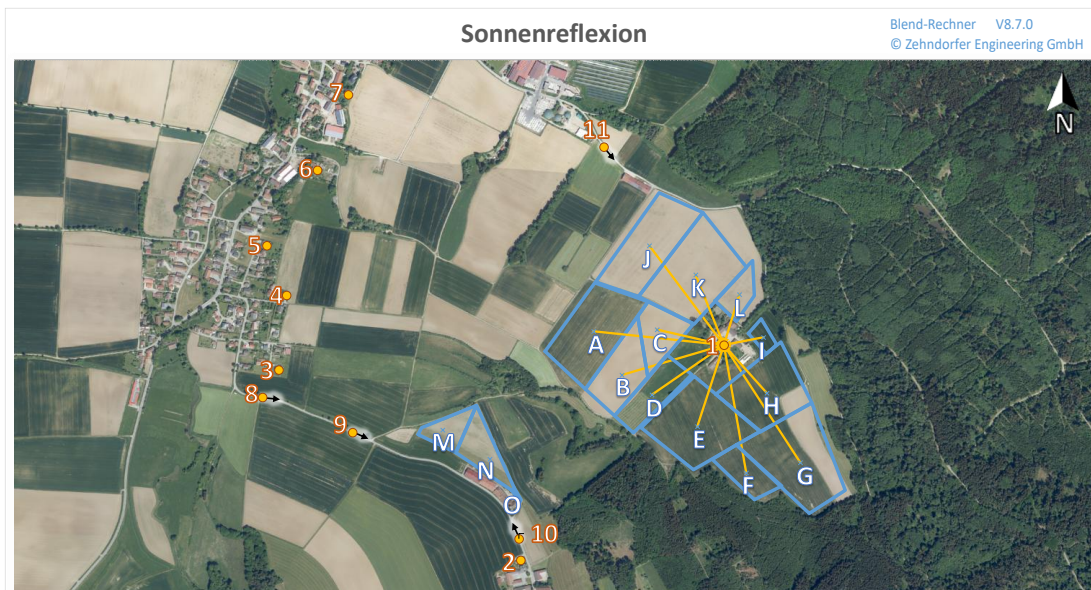 Sonnenreflexion
Blend-Rechner V8.7.0
© Zehndorfer Engineering GmbH
N
7
11
6
5
4
3
8
9
10
2
1
J
K
L
A
C
I
B
D
H
E
G
F
M
N
O